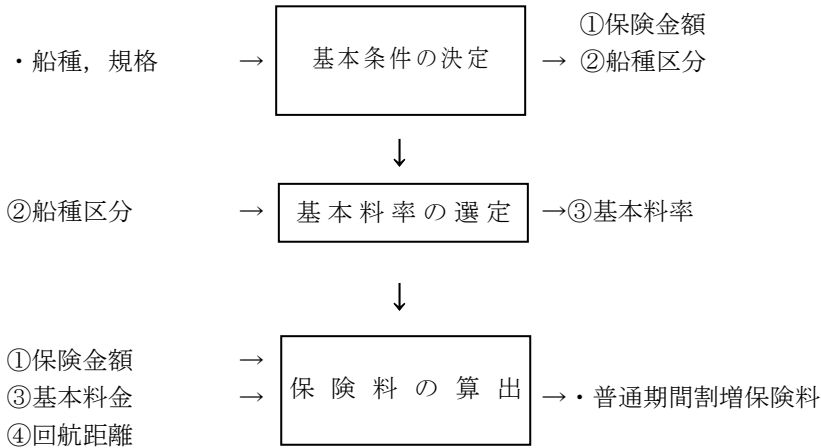 ①保険金額
・船種，規格 → 基本条件の決定 → ②船種区分
↓
②船種区分 → 基本料率の選定 →③基本料率
↓
①保険金額 →
③基本料金 → 保険料の算出 →・普通期間割増保険料
④回航距離